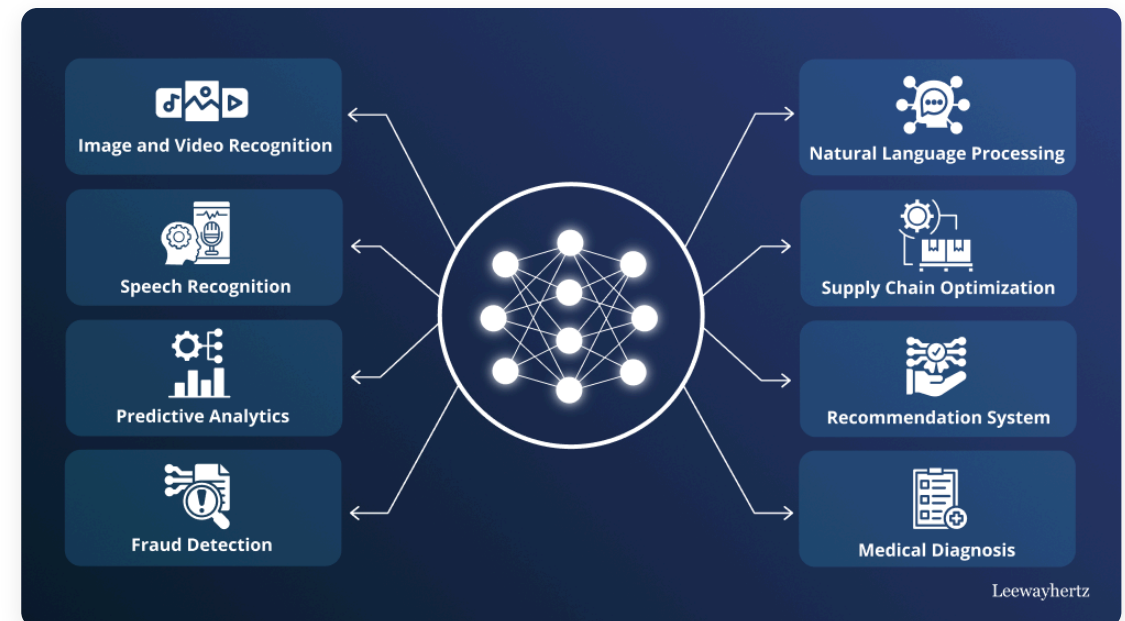 Image and Video Recognition
Natural Language Processing
Speech Recognition
Supply Chain Optimization
Predictive Analytics
Recommendation System
Fraud Detection
Medical Diagnosis
Leewayhertz